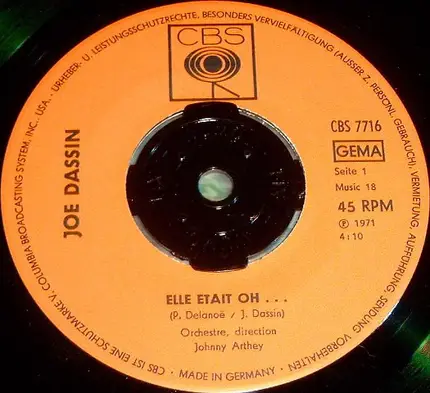 CBS
JOE DASSIN
CBS 7716
GEMA
Seite 1
Music 18
45 RPM
℗ 1971
4:10
ELLE ETAIT OH . . .
(P. Delanoë / J. Dassin)
Orchestre, direction
Johnny Arthey
• MADE IN GERMANY •
CBS IST EINE SCHUTZMARKE V. COLUMBIA BROADCASTING SYSTEM, INC., USA. • URHEBER- U. LEISTUNGSSCHUTZRECHTE, BESONDERS VERVIELFÄLTIGUNG (AUSSER Z. PERSÖNL. GEBRAUCH), VERMIETUNG, AUFFÜHRUNG, SENDUNG VORBEHALTEN